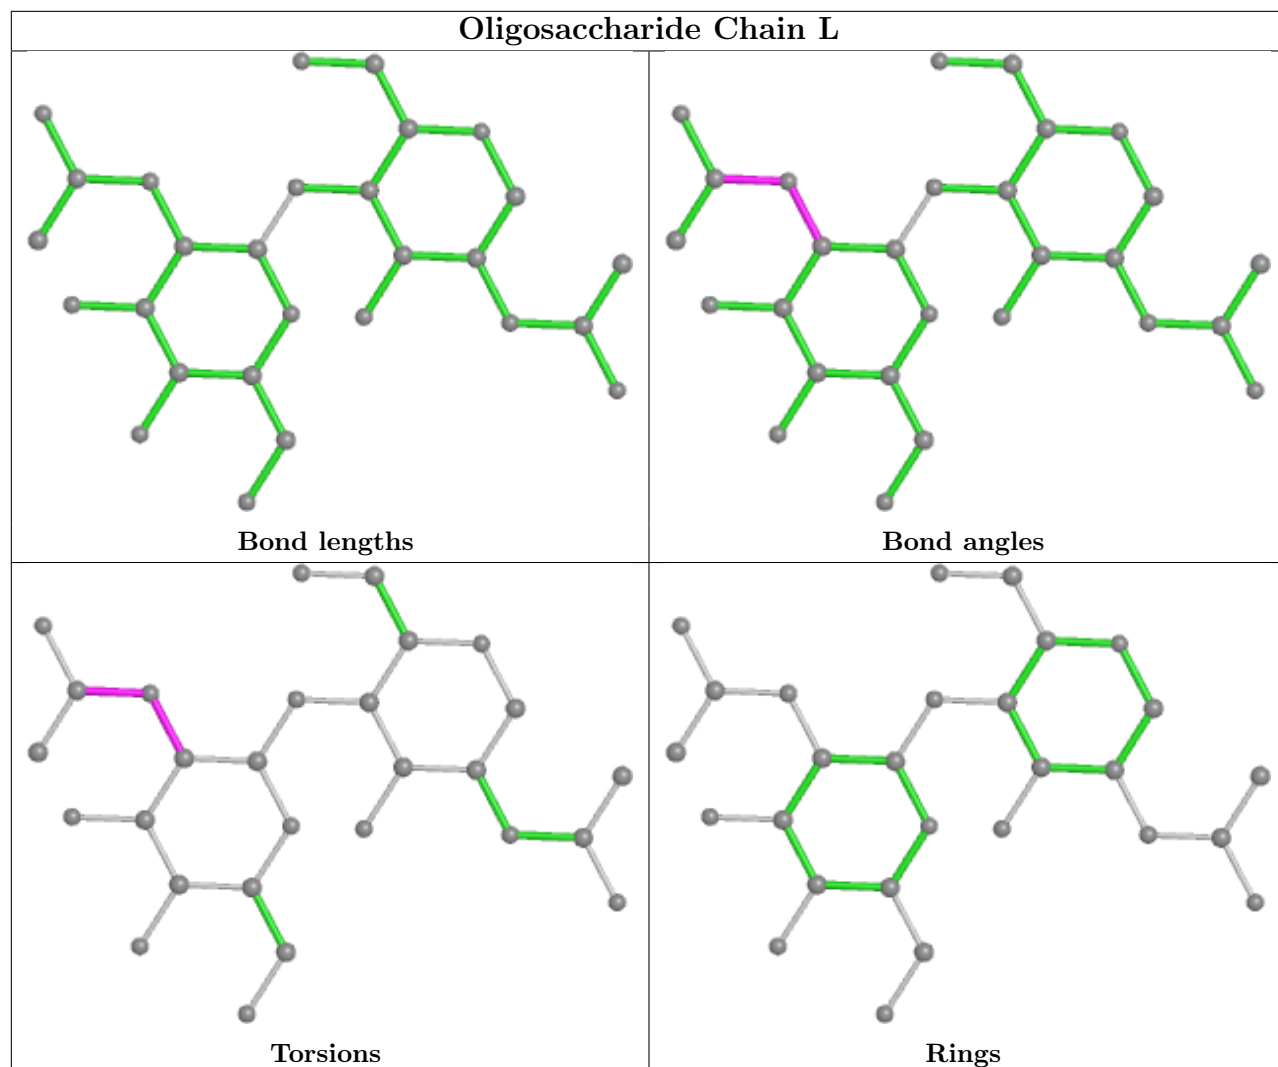 Oligosaccharide Chain L
Bond lengths
Bond angles
Torsions
Rings